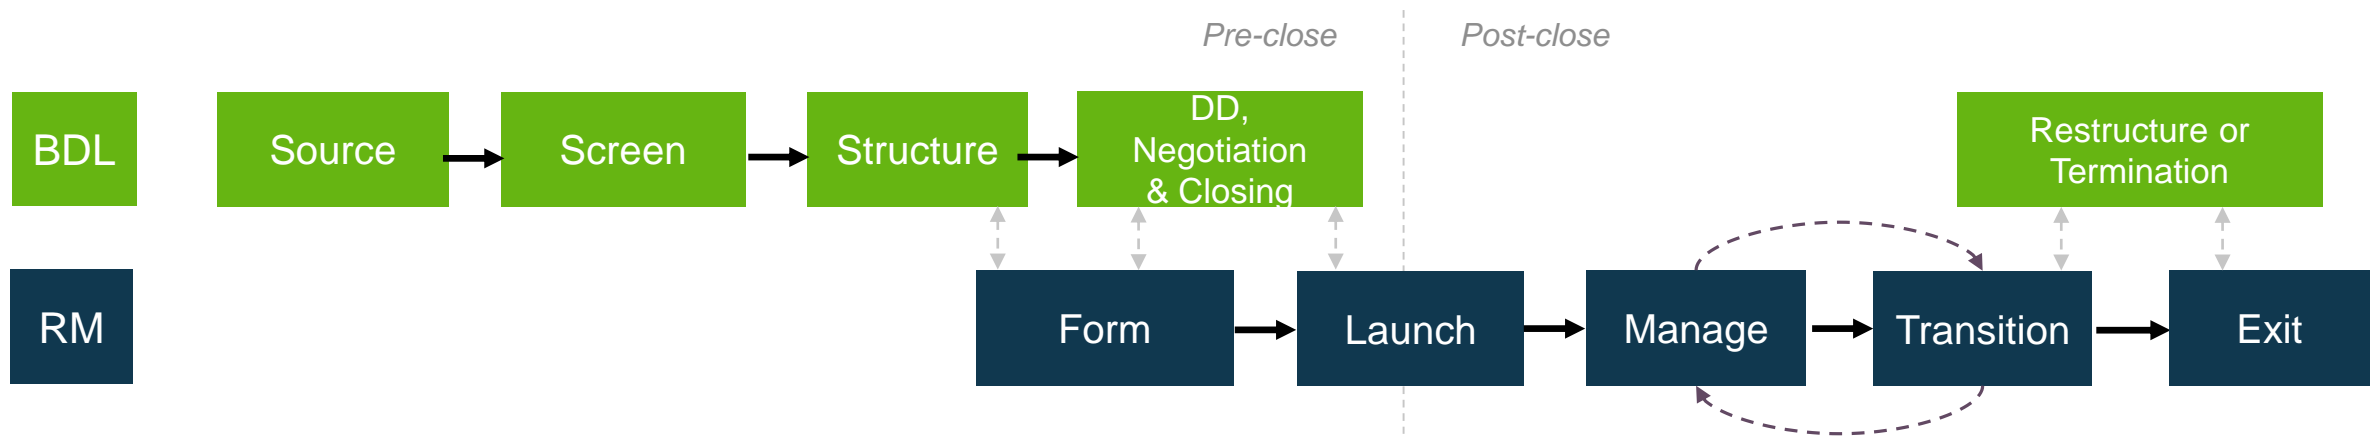 Pre-close
Post-close
BDL
Source
Screen
Structure
DD,
Negotiation
& Closing
Restructure or
Termination
RM
Form
Launch
Manage
Transition
Exit